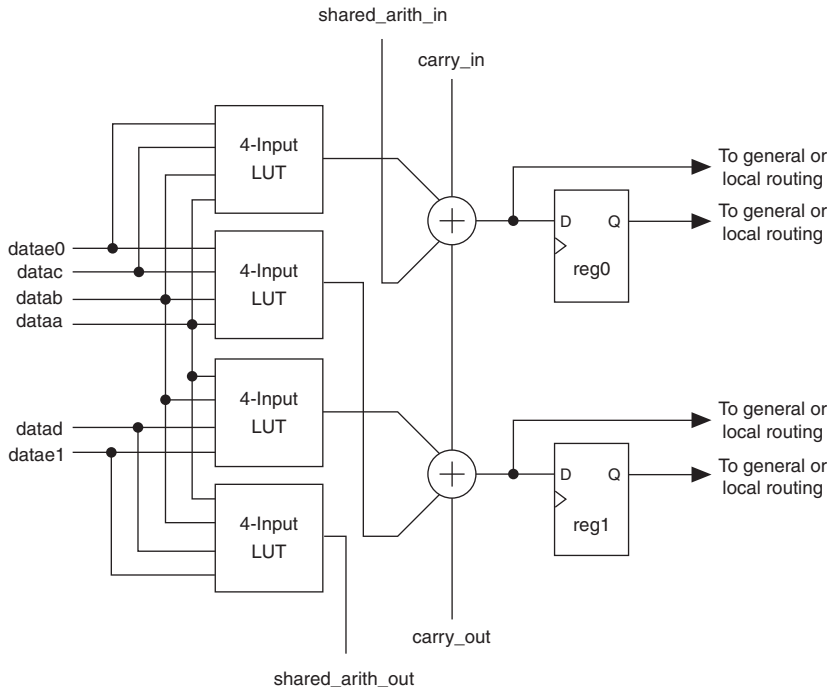 shared_arith_in
carry_in
4-Input
LUT
To general or
local routing
D Q
reg0
To general or
local routing
datae0
datac
datab
dataa
4-Input
LUT
4-Input
LUT
To general or
local routing
datad
datae1
D Q
reg1
To general or
local routing
4-Input
LUT
carry_out
shared_arith_out